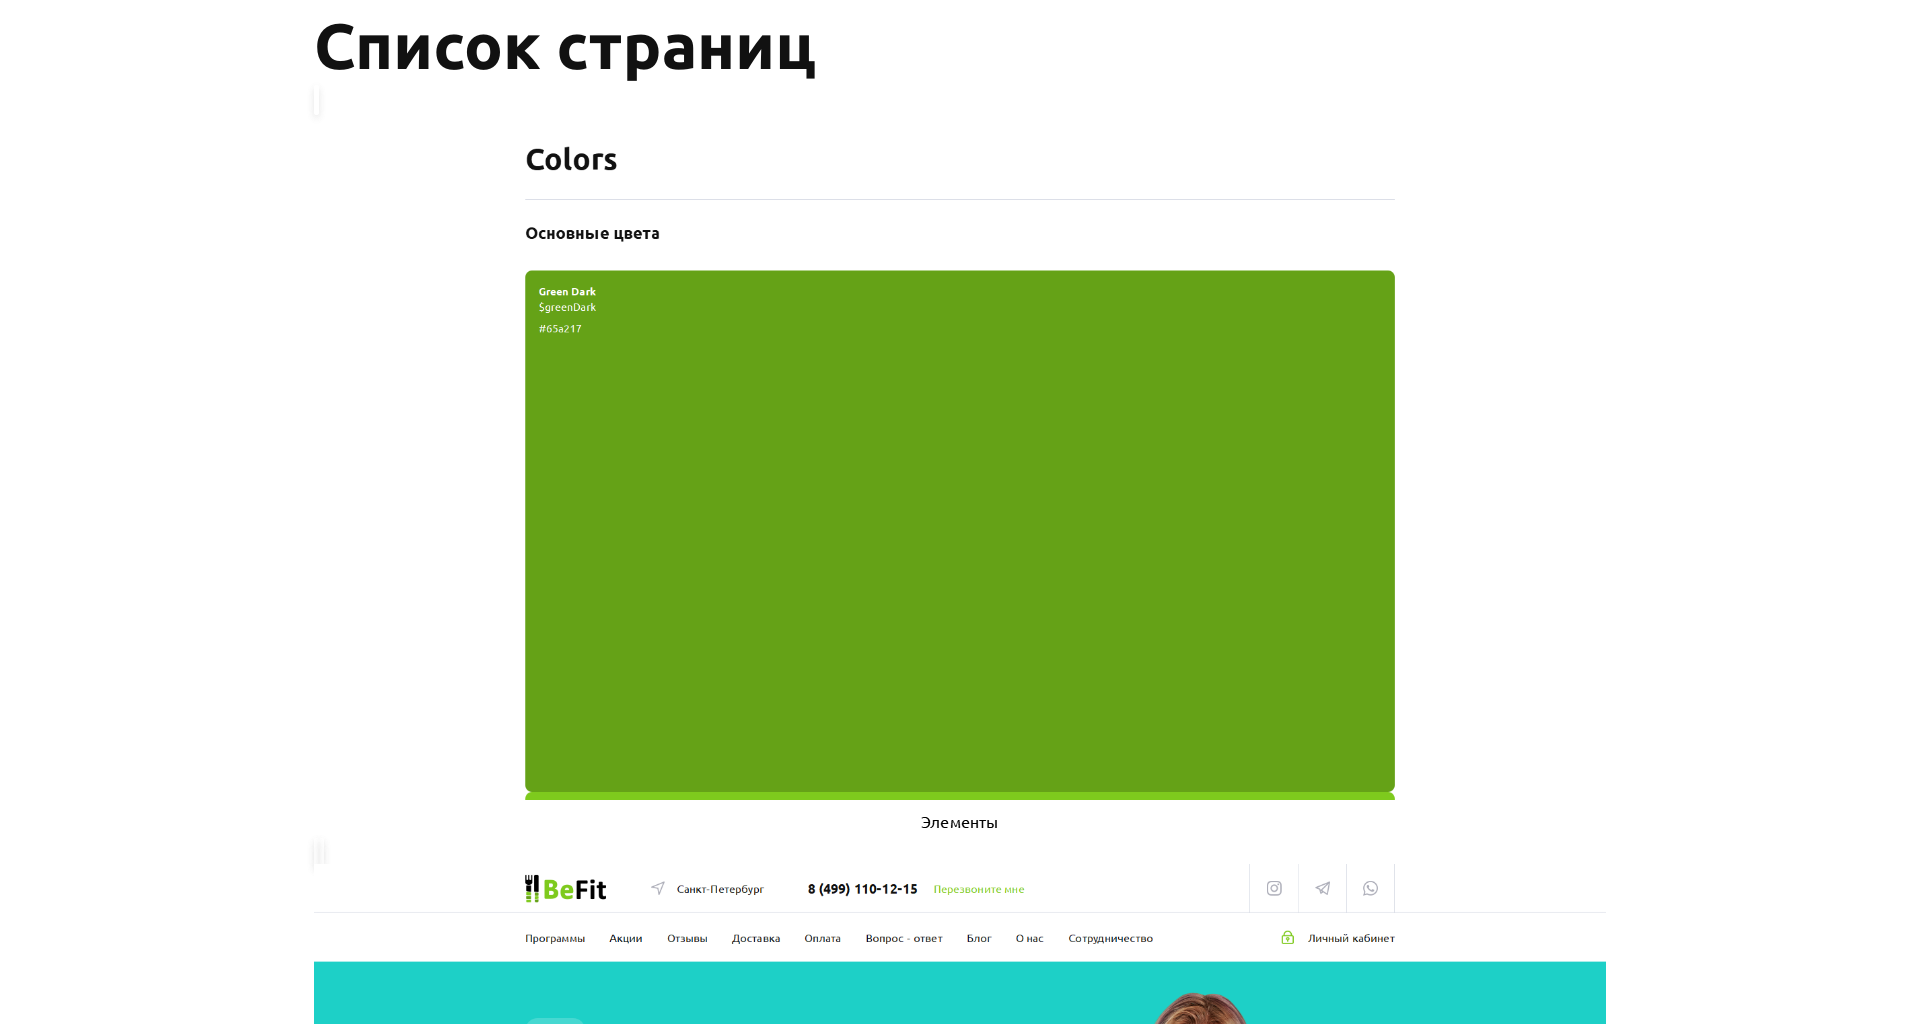 Список страниц
Colors
Основные цвета
Green Dark
$greenDark
#65a217
Элементы
BeFit
Санкт-Петербург
8 (499) 110-12-15
Перезвоните мне
Программы
Акции
Отзывы
Доставка
Оплата
Вопрос - ответ
Блог
О нас
Сотрудничество
Личный кабинет